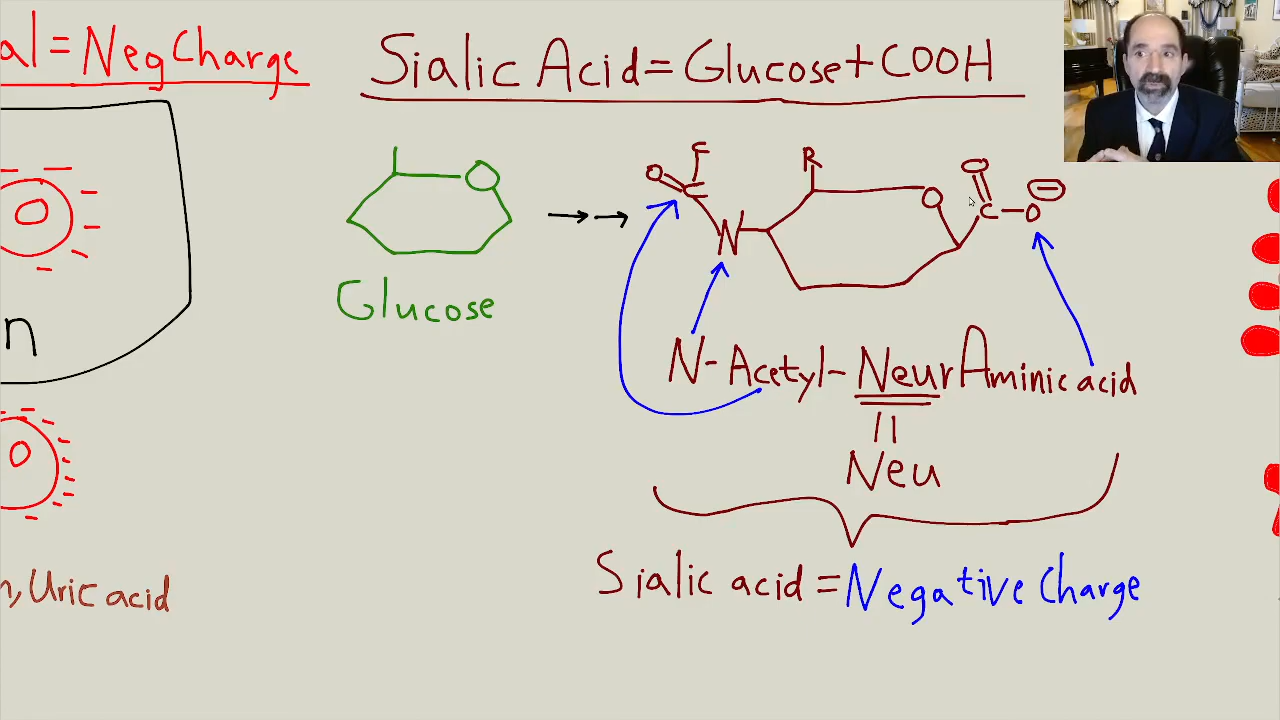 al = Neg Charge
Sialic Acid = Glucose + COOH
O
C
R
O
C
O
O
O −
N
O
Glucose
n
N-Acetyl-NeurAminic acid
=
Neu
O
Sialic acid = Negative Charge
n, Uric acid